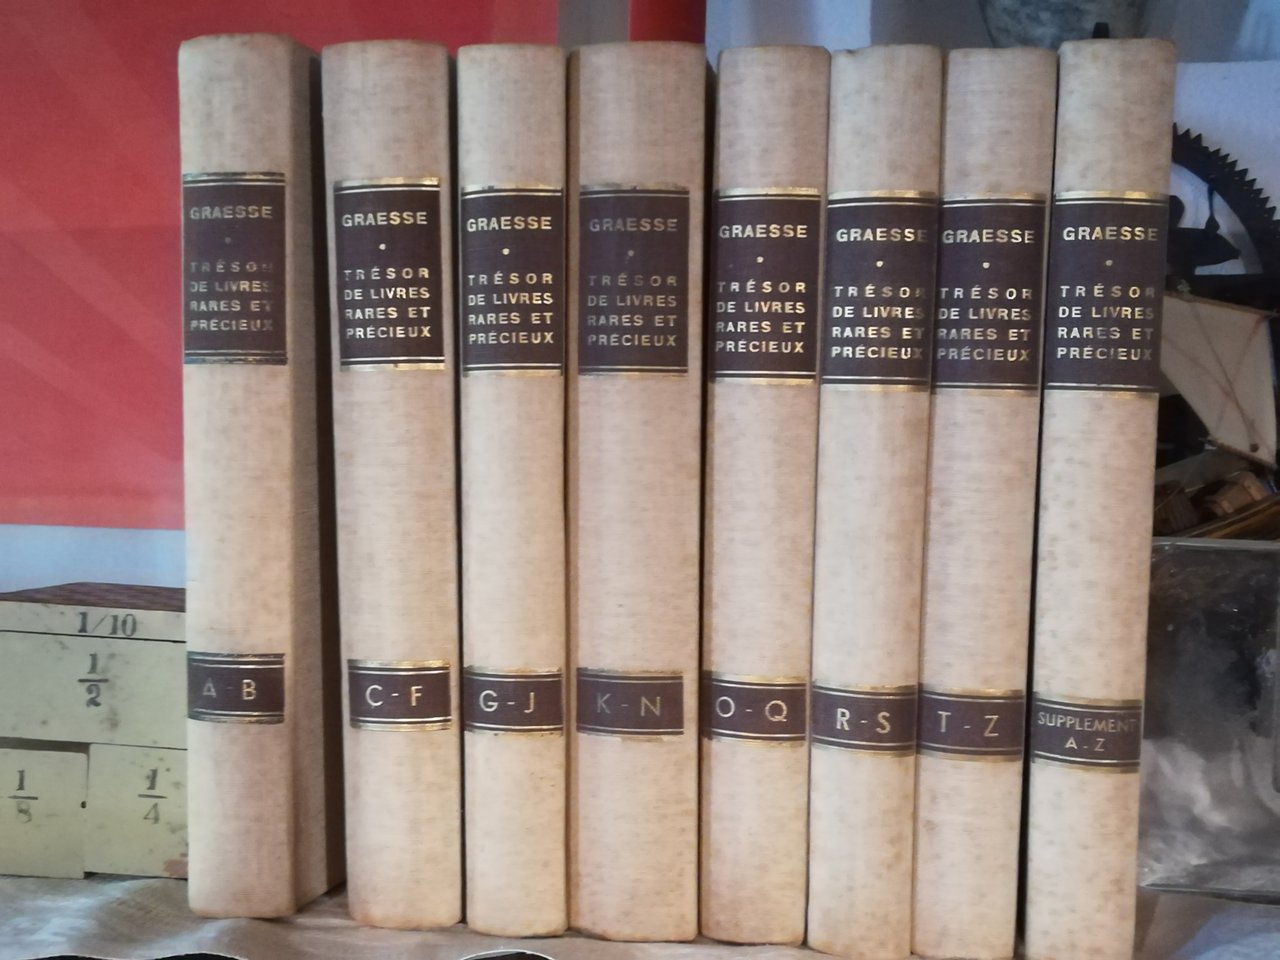 GRAESSE
TRÉSOR
DE LIVRES
RARES ET
PRÉCIEUX
A-B
GRAESSE
TRÉSOR
DE LIVRES
RARES ET
PRÉCIEUX
C-F
GRAESSE
TRÉSOR
DE LIVRES
RARES ET
PRÉCIEUX
G-J
GRAESSE
TRÉSOR
DE LIVRES
RARES ET
PRÉCIEUX
K-N
GRAESSE
TRÉSOR
DE LIVRES
RARES ET
PRÉCIEUX
O-Q
GRAESSE
TRÉSOR
DE LIVRES
RARES ET
PRÉCIEUX
R-S
GRAESSE
TRÉSOR
DE LIVRES
RARES ET
PRÉCIEUX
T-Z
GRAESSE
TRÉSOR
DE LIVRES
RARES ET
PRÉCIEUX
SUPPLEMENT
A-Z
1/10
1/2
1/8
1/4